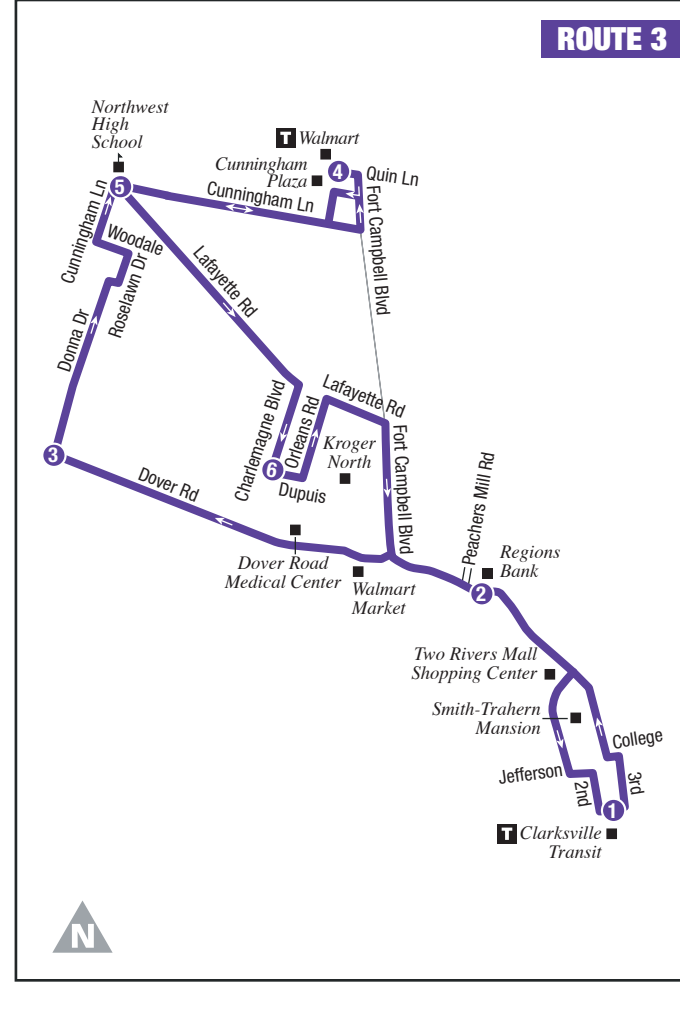 ROUTE 3
Northwest
High
School
T Walmart
Cunningham
Plaza
4
Quin Ln
5
Cunningham Ln
Cunningham Ln
Fort Campbell Blvd
Woodale
Roselawn Dr
Lafayette Rd
Donna Dr
Lafayette Rd
Charlemagne Blvd
Orleans Rd
Kroger
North
Fort Campbell Blvd
3
6
Dupuis
Dover Rd
Peachers Mill Rd
Dover Road
Medical Center
Walmart
Market
Regions
Bank
2
Two Rivers Mall
Shopping Center
Smith-Trahern
Mansion
College
Jefferson
2nd
3rd
1
T Clarksville
Transit
N